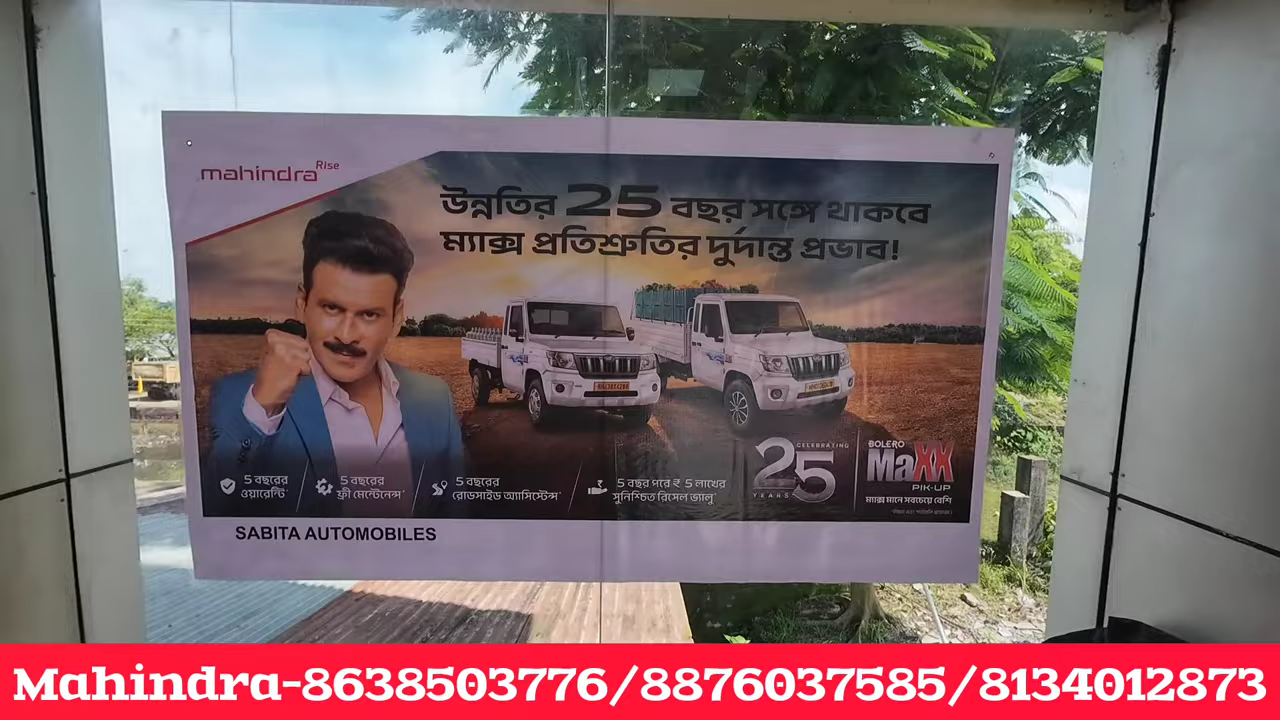 mahindra Rise
উন্নতির 25 বছর সঙ্গে থাকবে
ম্যাক্স প্রতিশ্রুতির দুর্দান্ত প্রভাব!
5 বছরের
ওয়ারেন্টি*
5 বছরের
ফ্রী মেন্টেনেন্স*
5 বছরের
রোডসাইড অ্যাসিস্টেন্স*
5 বছর পরে ₹ 5 লাখের
সুনিশ্চিত রিসেল ভ্যালু*
CELEBRATING
25
YEARS
BOLERO
MaXX
PIK-UP
ম্যাক্স মানে সবচেয়ে বেশি
SABITA AUTOMOBILES
Mahindra-8638503776/8876037585/8134012873